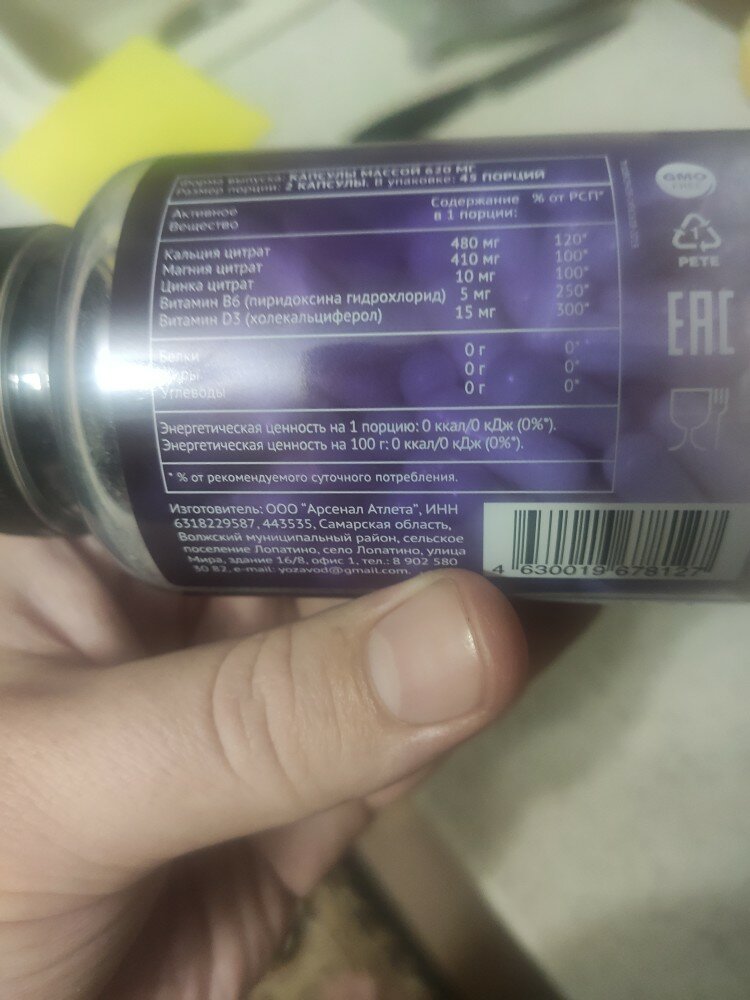 Форма выпуска: КАПСУЛЫ МАССОЙ 620 МГ
Размер порции: 2 КАПСУЛЫ. В упаковке: 45 ПОРЦИЙ
Активное Вещество Содержание в 1 порции: % от РСП*
Кальция цитрат 480 мг 120*
Магния цитрат 410 мг 100*
Цинка цитрат 10 мг 100*
Витамин B6 (пиридоксина гидрохлорид) 5 мг 250*
Витамин D3 (холекальциферол) 15 мг 300*
Белки 0 г 0*
Жиры 0 г 0*
Углеводы 0 г 0*
Энергетическая ценность на 1 порцию: 0 ккал/0 кДж (0%*).
Энергетическая ценность на 100 г: 0 ккал/0 кДж (0%*).
* % от рекомендуемого суточного потребления.
Изготовитель: ООО "Арсенал Атлета", ИНН
6318229587, 443535, Самарская область,
Волжский муниципальный район, сельское
поселение Лопатино, село Лопатино, улица
Мира, здание 16/8, офис 1, тел.: 8 902 580
30 82, e-mail: yozavod@gmail.com.
GMO
1
PETE
EAC
4 630019 678127